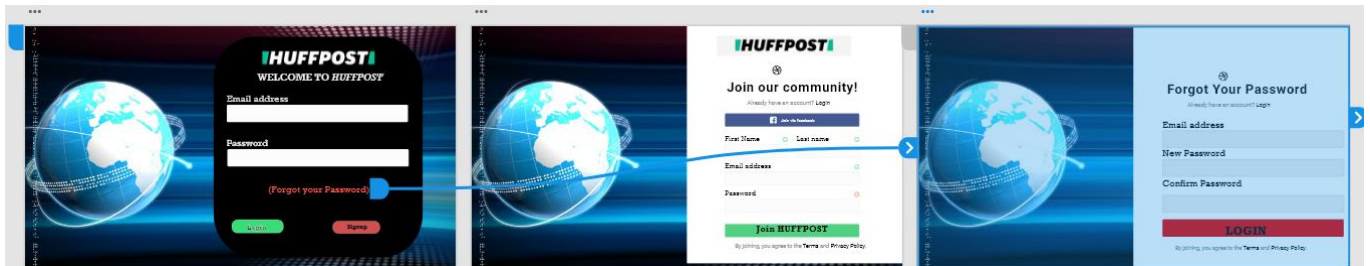 HUFFPOST
WELCOME TO HUFFPOST
Email address
Password
(Forgot your Password)
Signup
HUFFPOST
Join our community!
Already have an account? Login
Join via Facebook
First Name Last name
Email address
Password
Join HUFFPOST
By joining, you agree to the Terms and Privacy Policy.
Forgot Your Password
Already have an account? Login
Email address
New Password
Confirm Password
LOGIN
By joining, you agree to the Terms and Privacy Policy.